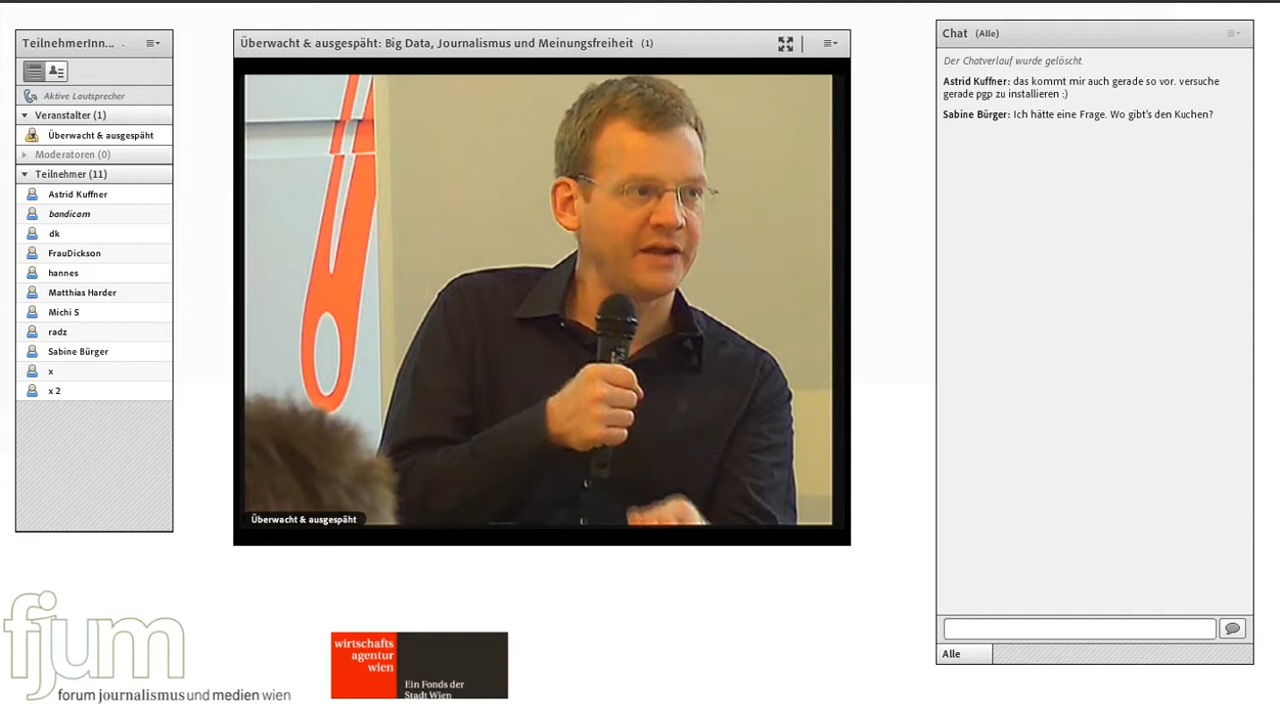 TeilnehmerInn... .
Aktive Lautsprecher
Veranstalter (1)
Überwacht & ausgespäht
Moderatoren (0)
Teilnehmer (11)
Astrid Kuffner
bandicam
dk
FrauDickson
hannes
Matthias Harder
Michi S
radz
Sabine Bürger
x
x 2
Überwacht & ausgespäht: Big Data, Journalismus und Meinungsfreiheit (1)
Überwacht & ausgespäht
Chat (Alle)
Der Chatverlauf wurde gelöscht.
Astrid Kuffner: das kommt mir auch gerade so vor. versuche
gerade pgp zu installieren :)
Sabine Bürger: Ich hätte eine Frage. Wo gibt's den Kuchen?
Alle
fjum
forum journalismus und medien wien
wirtschafts
agentur
wien
Ein Fonds der
Stadt Wien